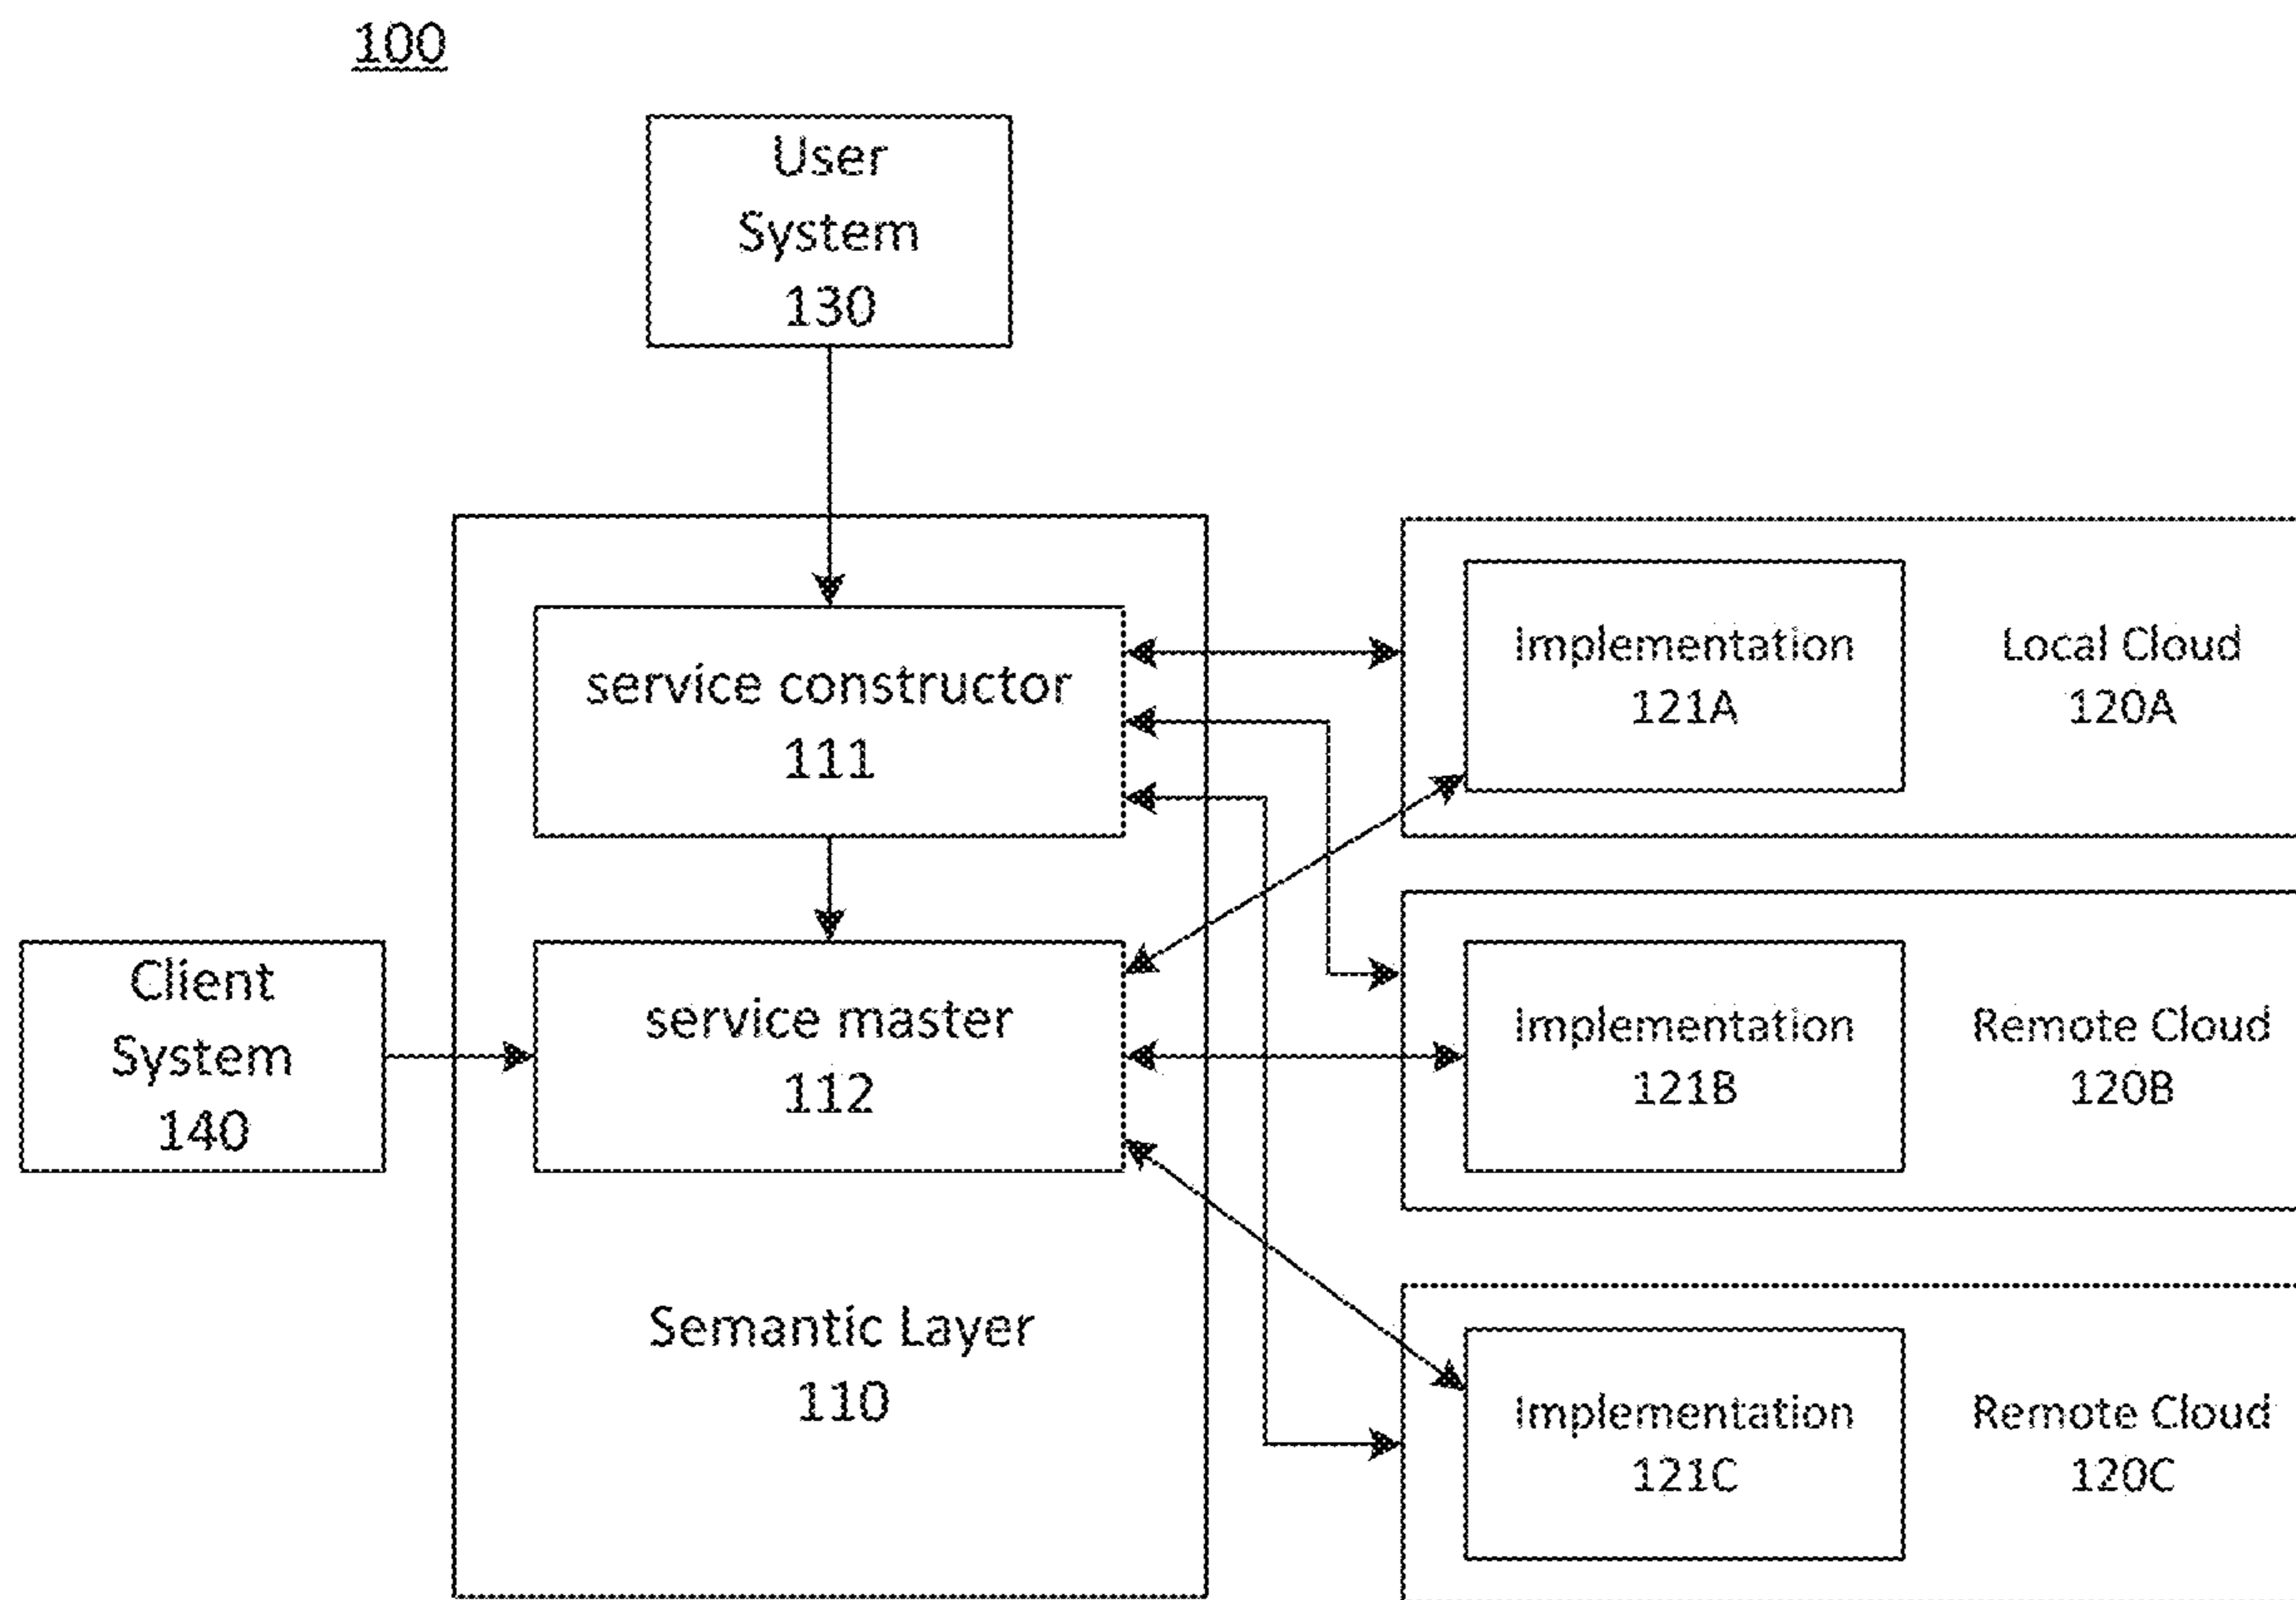 100
User
System
130
service constructor
111
Implementation
121A
Local Cloud
120A
Client
System
140
service master
112
Implementation
121B
Remote Cloud
120B
Semantic Layer
110
Implementation
121C
Remote Cloud
120C